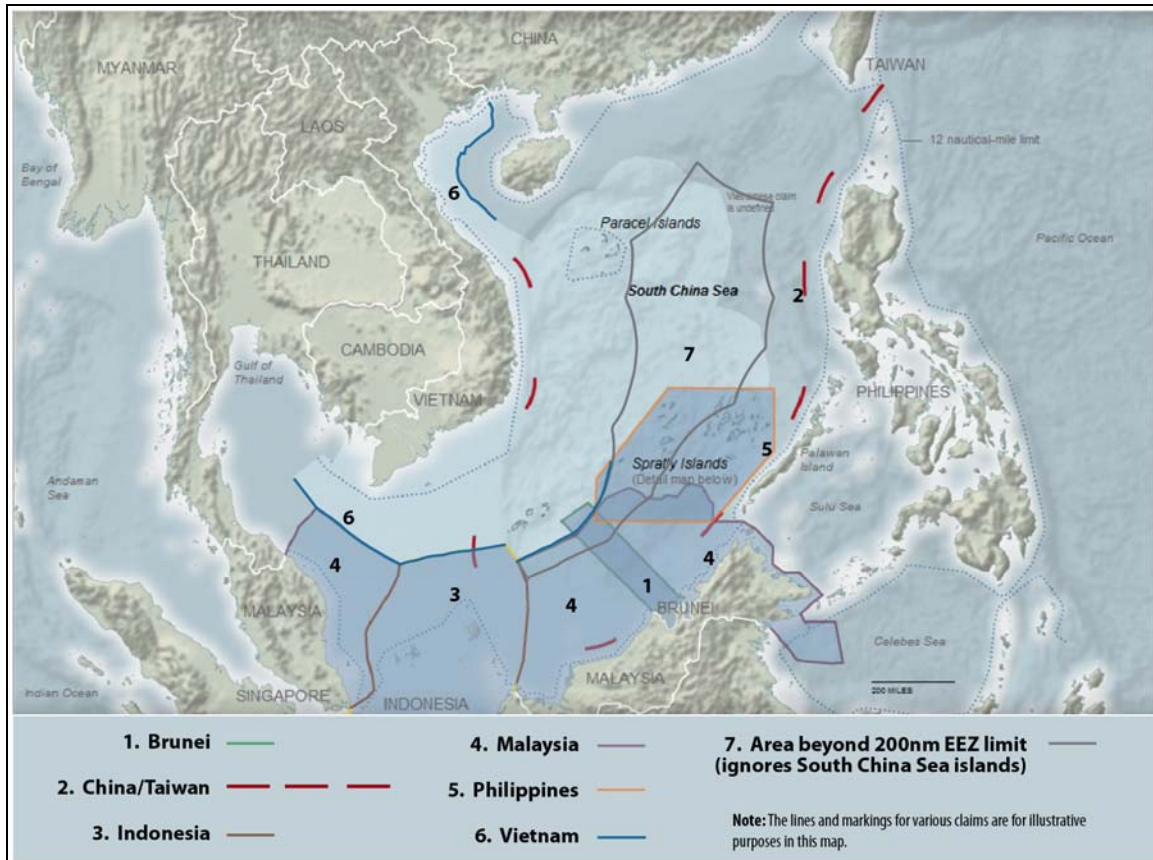 CHINA
TAIWAN
MYANMAR
LAOS
12 nautical-mile limit
Bay of
Bengal
6
Vietnamese claim
is undefined
Paracel Islands
Pacific Ocean
THAILAND
South China Sea
2
CAMBODIA
7
Gulf of
Thailand
VIETNAM
PHILIPPINES
5
Spratly Islands
(Detail map below)
Palawan
Island
Andaman
Sea
Sulu Sea
6
4
4
3
1
4
MALAYSIA
BRUNEI
Celebes Sea
MALAYSIA
Indian Ocean
SINGAPORE
INDONESIA
200 MILES
1. Brunei
2. China/Taiwan
3. Indonesia
4. Malaysia
5. Philippines
6. Vietnam
7. Area beyond 200nm EEZ limit
(ignores South China Sea islands)
Note: The lines and markings for various claims are for illustrative
purposes in this map.